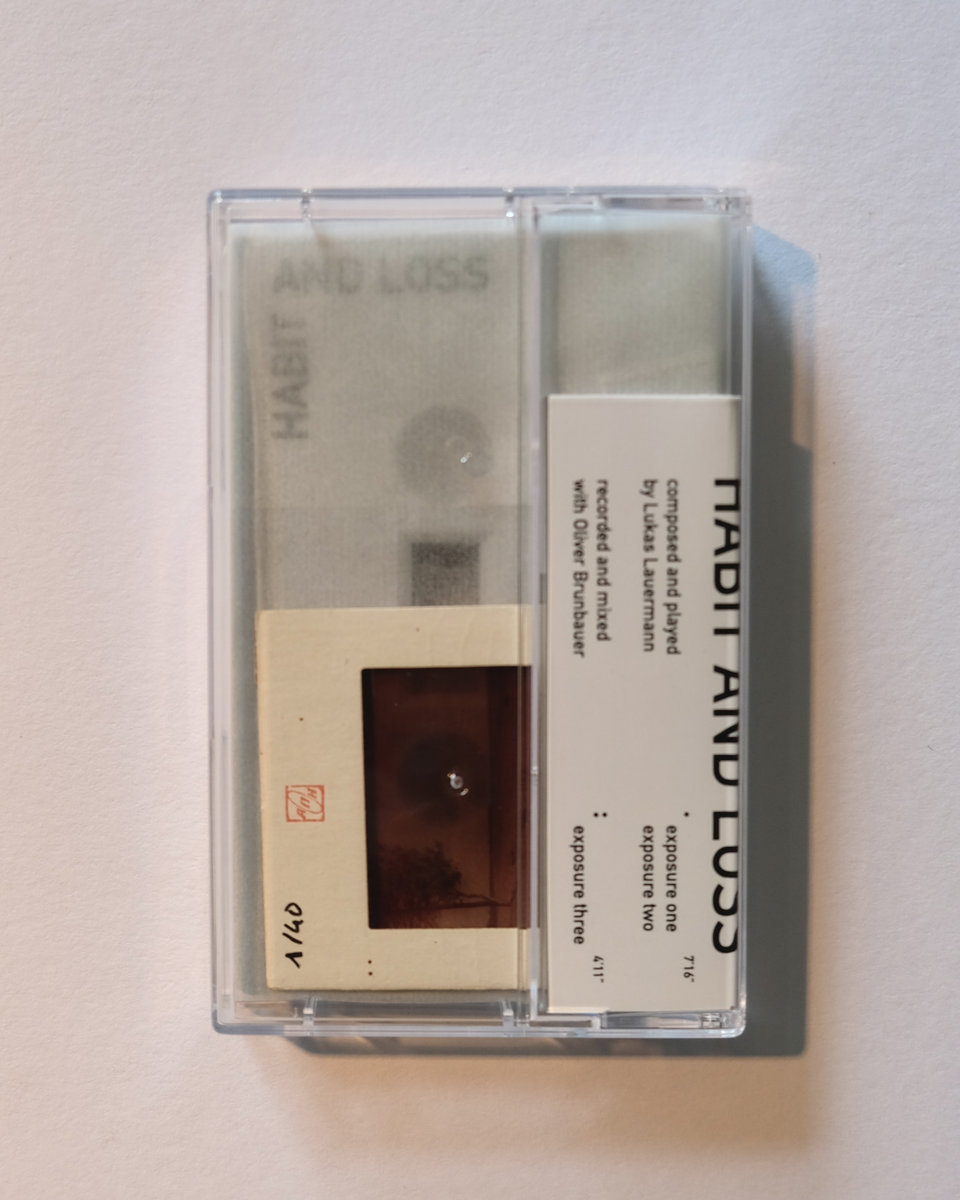 AND LOSS
HABIT
HABIT AND LOSS
composed and played
by Lukas Lauermann
recorded and mixed
with Oliver Brunbauer
. exposure one
exposure two
7'16"
: exposure three
4'11"
1/40